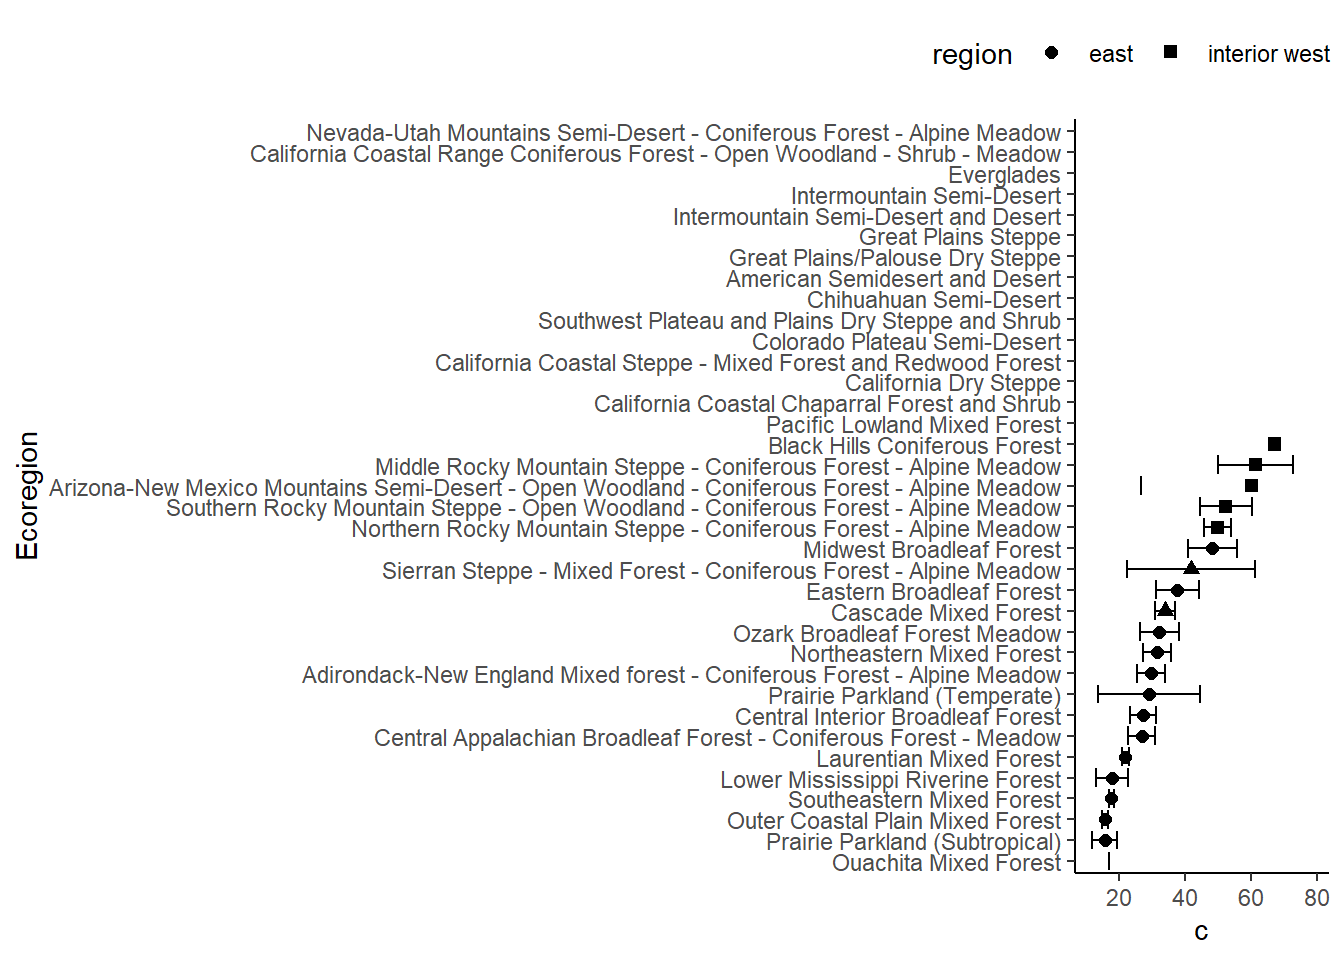 region east interior west
Nevada-Utah Mountains Semi-Desert - Coniferous Forest - Alpine Meadow
California Coastal Range Coniferous Forest - Open Woodland - Shrub - Meadow
Everglades
Intermountain Semi-Desert
Intermountain Semi-Desert and Desert
Great Plains Steppe
Great Plains/Palouse Dry Steppe
American Semidesert and Desert
Chihuahuan Semi-Desert
Southwest Plateau and Plains Dry Steppe and Shrub
Colorado Plateau Semi-Desert
California Coastal Steppe - Mixed Forest and Redwood Forest
California Dry Steppe
California Coastal Chaparral Forest and Shrub
Pacific Lowland Mixed Forest
Black Hills Coniferous Forest
Middle Rocky Mountain Steppe - Coniferous Forest - Alpine Meadow
Arizona-New Mexico Mountains Semi-Desert - Open Woodland - Coniferous Forest - Alpine Meadow
Southern Rocky Mountain Steppe - Open Woodland - Coniferous Forest - Alpine Meadow
Northern Rocky Mountain Steppe - Coniferous Forest - Alpine Meadow
Midwest Broadleaf Forest
Sierran Steppe - Mixed Forest - Coniferous Forest - Alpine Meadow
Eastern Broadleaf Forest
Cascade Mixed Forest
Ozark Broadleaf Forest Meadow
Northeastern Mixed Forest
Adirondack-New England Mixed forest - Coniferous Forest - Alpine Meadow
Prairie Parkland (Temperate)
Central Interior Broadleaf Forest
Central Appalachian Broadleaf Forest - Coniferous Forest - Meadow
Laurentian Mixed Forest
Lower Mississippi Riverine Forest
Southeastern Mixed Forest
Outer Coastal Plain Mixed Forest
Prairie Parkland (Subtropical)
Ouachita Mixed Forest
Ecoregion
20 40 60 80
c